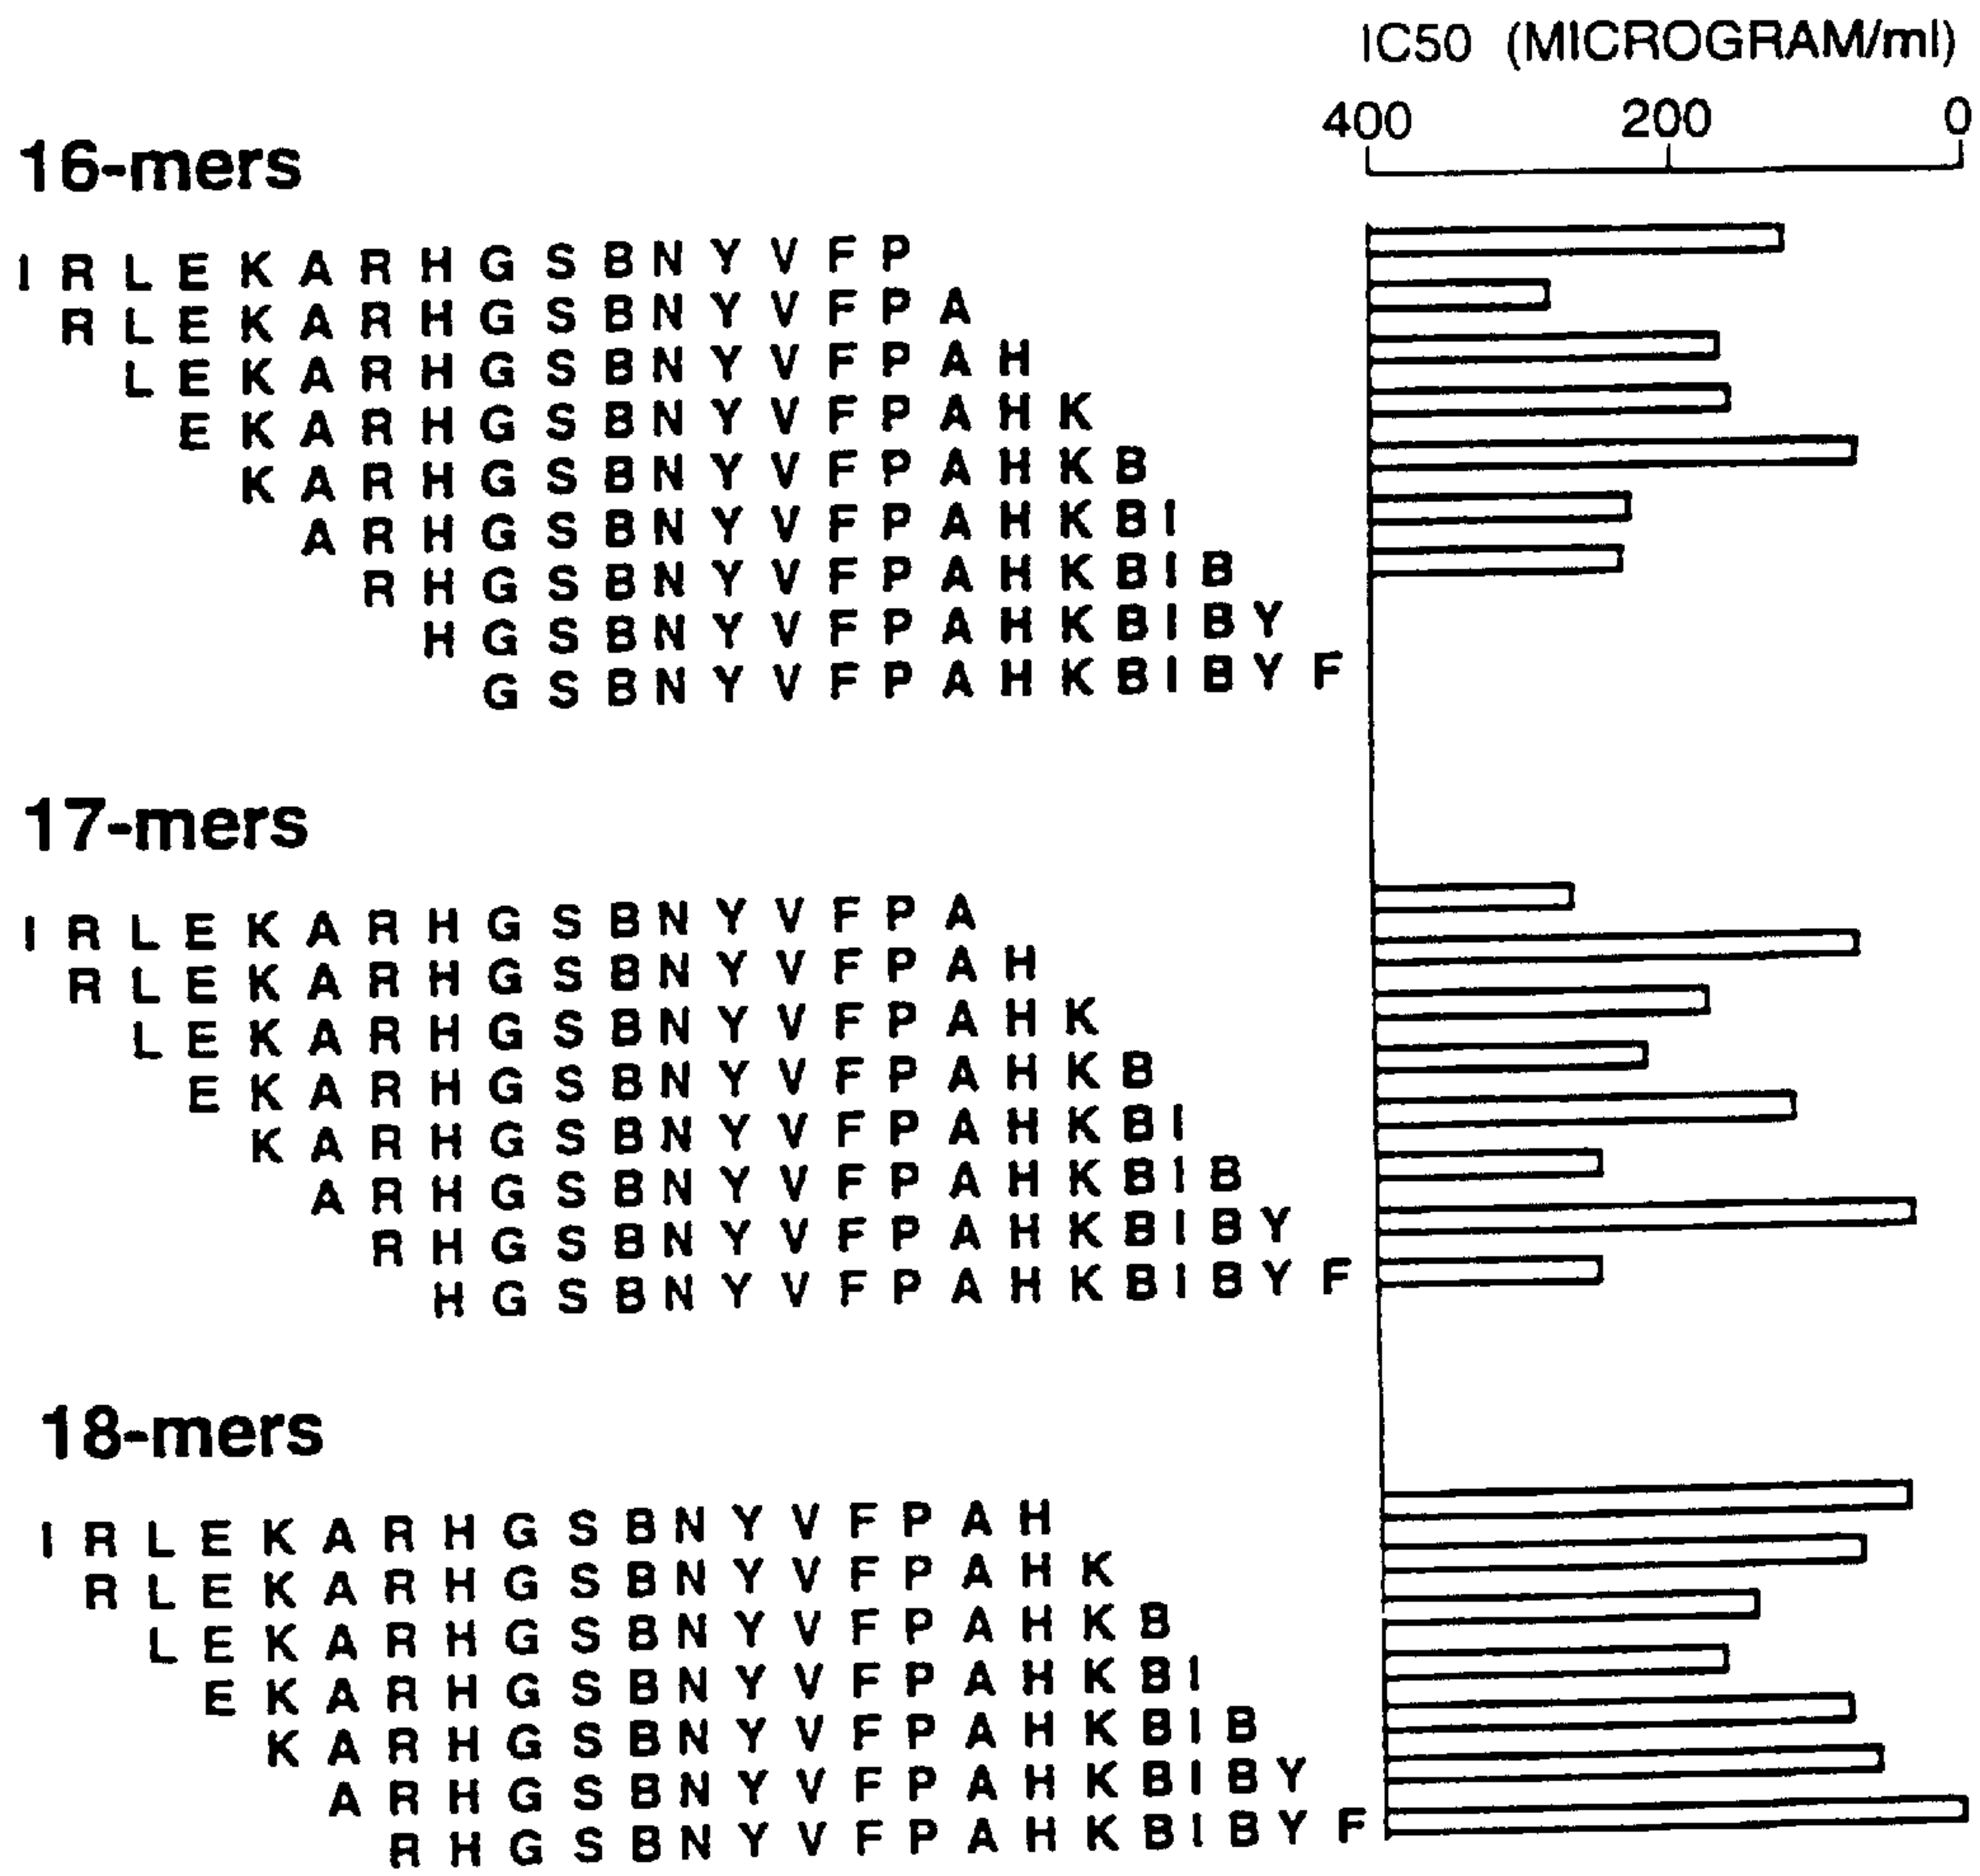 IC50 (MICROGRAM/ml)
400 200 0
16-mers
I R L E K A R H G S B N Y V F P
R L E K A R H G S B N Y V F P A
L E K A R H G S B N Y V F P A H
E K A R H G S B N Y V F P A H K
K A R H G S B N Y V F P A H K B
A R H G S B N Y V F P A H K B I
R H G S B N Y V F P A H K B I B
H G S B N Y V F P A H K B I B Y
G S B N Y V F P A H K B I B Y F
17-mers
I R L E K A R H G S B N Y V F P A
R L E K A R H G S B N Y V F P A H
L E K A R H G S B N Y V F P A H K
E K A R H G S B N Y V F P A H K B
K A R H G S B N Y V F P A H K B I
A R H G S B N Y V F P A H K B I B
R H G S B N Y V F P A H K B I B Y
H G S B N Y V F P A H K B I B Y F
18-mers
I R L E K A R H G S B N Y V F P A H
R L E K A R H G S B N Y V F P A H K
L E K A R H G S B N Y V F P A H K B
E K A R H G S B N Y V F P A H K B I
K A R H G S B N Y V F P A H K B I B
A R H G S B N Y V F P A H K B I B Y
R H G S B N Y V F P A H K B I B Y F